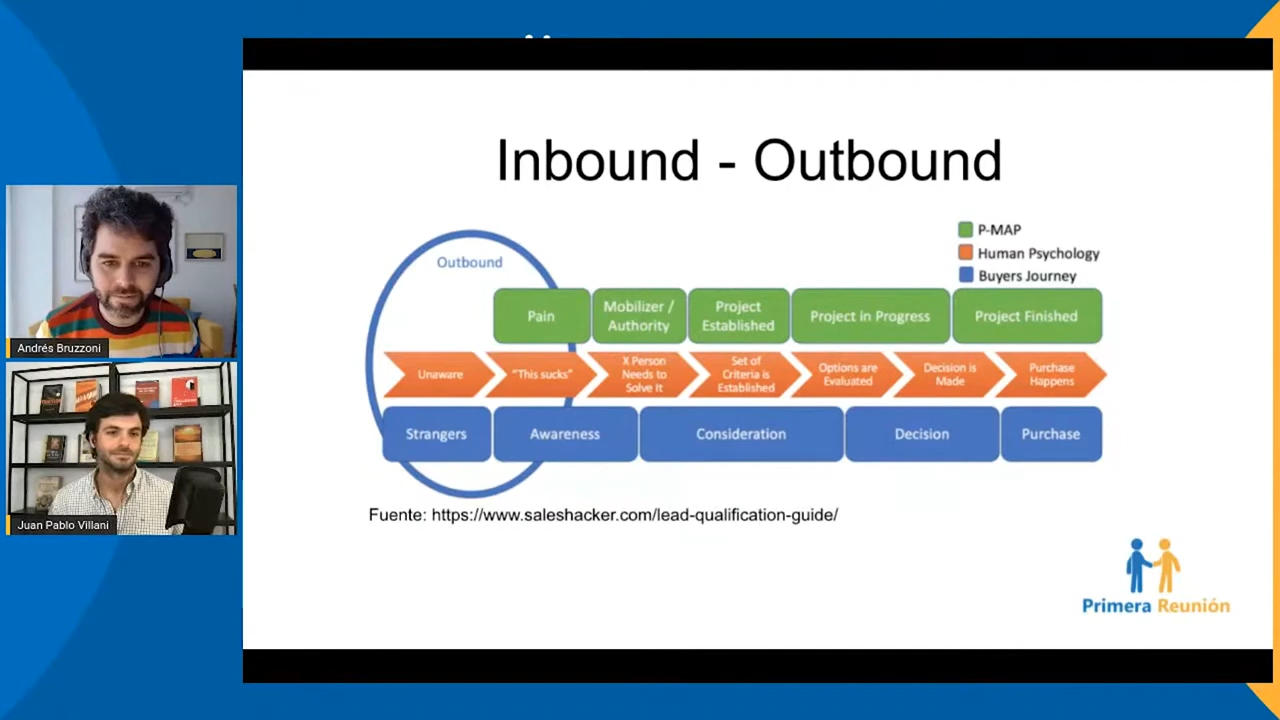 Inbound - Outbound
P-MAP
Human Psychology
Buyers Journey
Outbound
Pain
Mobilizer /
Authority
Project
Established
Project in Progress
Project Finished
Unaware
"This sucks"
X Person
Needs to
Solve It
Set of
Criteria is
Established
Options are
Evaluated
Decision is
Made
Purchase
Happens
Strangers
Awareness
Consideration
Decision
Purchase
Fuente: https://www.saleshacker.com/lead-qualification-guide/
Primera Reunión
Andrés Bruzzoni
Juan Pablo Villani